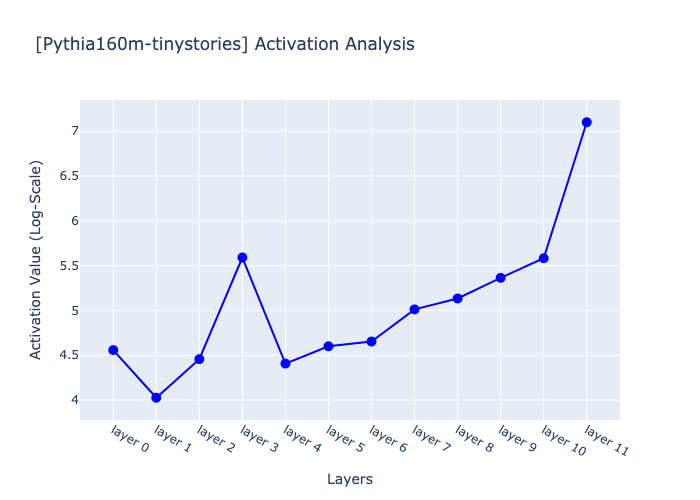 [Pythia160m-tinystories] Activation Analysis
Activation Value (Log-Scale)
7
6.5
6
5.5
5
4.5
4
layer 0
layer 1
layer 2
layer 3
layer 4
layer 5
layer 6
layer 7
layer 8
layer 9
layer 10
layer 11
Layers